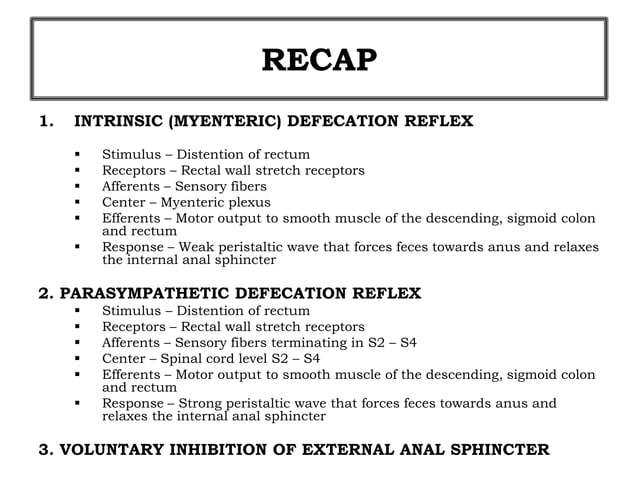 RECAP
1. INTRINSIC (MYENTERIC) DEFECATION REFLEX
▪ Stimulus – Distention of rectum
▪ Receptors – Rectal wall stretch receptors
▪ Afferents – Sensory fibers
▪ Center – Myenteric plexus
▪ Efferents – Motor output to smooth muscle of the descending, sigmoid colon
and rectum
▪ Response – Weak peristaltic wave that forces feces towards anus and relaxes
the internal anal sphincter
2. PARASYMPATHETIC DEFECATION REFLEX
▪ Stimulus – Distention of rectum
▪ Receptors – Rectal wall stretch receptors
▪ Afferents – Sensory fibers terminating in S2 – S4
▪ Center – Spinal cord level S2 – S4
▪ Efferents – Motor output to smooth muscle of the descending, sigmoid colon
and rectum
▪ Response – Strong peristaltic wave that forces feces towards anus and
relaxes the internal anal sphincter
3. VOLUNTARY INHIBITION OF EXTERNAL ANAL SPHINCTER